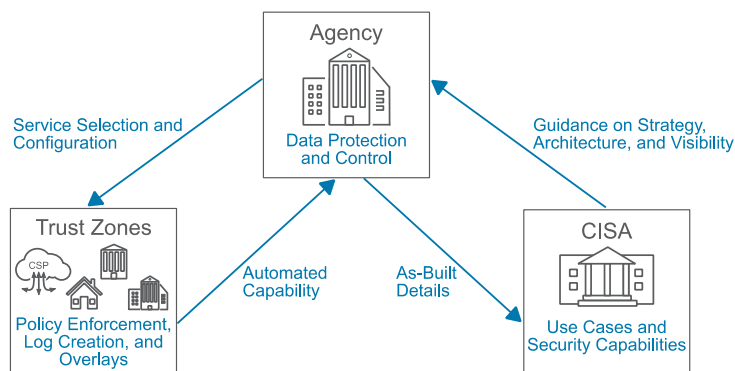 Agency
Data Protection
and Control
Service Selection and
Configuration
Guidance on Strategy,
Architecture, and Visibility
Trust Zones
CSP
Policy Enforcement,
Log Creation, and
Overlays
Automated
Capability
As-Built
Details
CISA
Use Cases and
Security Capabilities